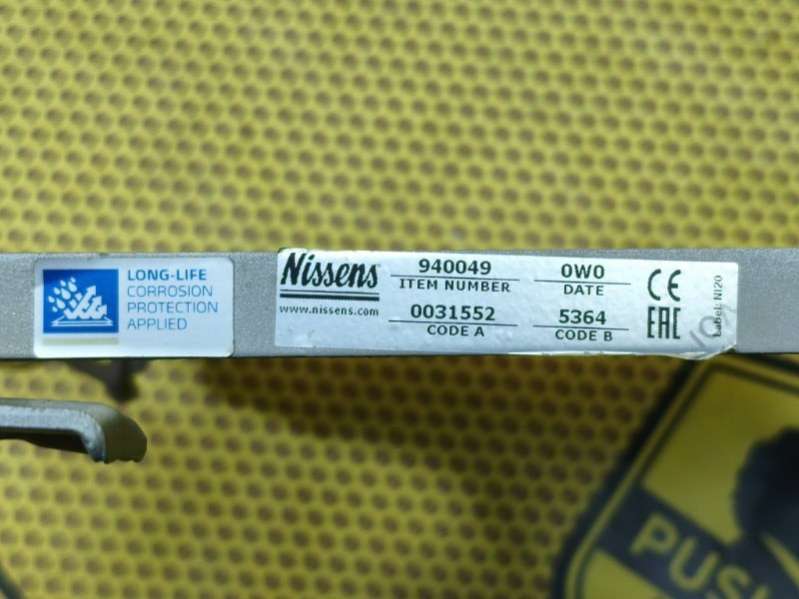 LONG-LIFE
CORROSION
PROTECTION
APPLIED
Nissens
www.nissens.com
940049
ITEM NUMBER
0031552
CODE A
0W0
DATE
5364
CODE B
CE
EAC
Label: NI20
PUS